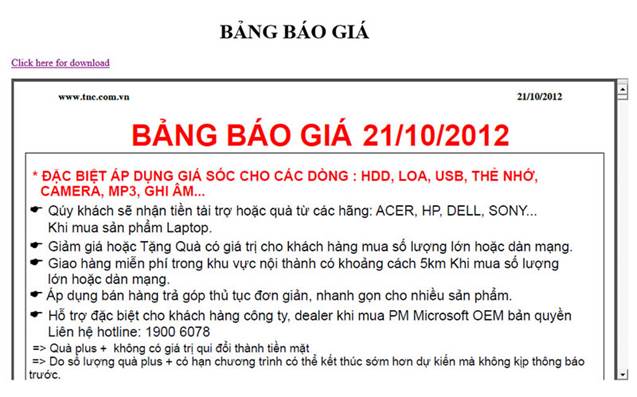 BẢNG BÁO GIÁ
Click here for download
www.tnc.com.vn 21/10/2012
BẢNG BÁO GIÁ 21/10/2012
* ĐẶC BIỆT ÁP DỤNG GIÁ SỐC CHO CÁC DÒNG : HDD, LOA, USB, THẺ NHỚ,
CAMERA, MP3, GHI ÂM...
Qúy khách sẽ nhận tiền tài trợ hoặc quà từ các hãng: ACER, HP, DELL, SONY...
Khi mua sản phẩm Laptop.
Giảm giá hoặc Tặng Quà có giá trị cho khách hàng mua số lượng lớn hoặc dàn mạng.
Giao hàng miễn phí trong khu vực nội thành có khoảng cách 5km Khi mua số lượng
lớn hoặc dàn mạng.
Áp dụng bán hàng trả góp thủ tục đơn giản, nhanh gọn cho nhiều sản phẩm.
Hỗ trợ đặc biệt cho khách hàng công ty, dealer khi mua PM Microsoft OEM bản quyền
Liên hệ hotline: 1900 6078
=> Quà plus + không có giá trị qui đổi thành tiền mặt
=> Do số lượng quà plus + có hạn chương trình có thể kết thúc sớm hơn dự kiến mà không kịp thông báo
trước.